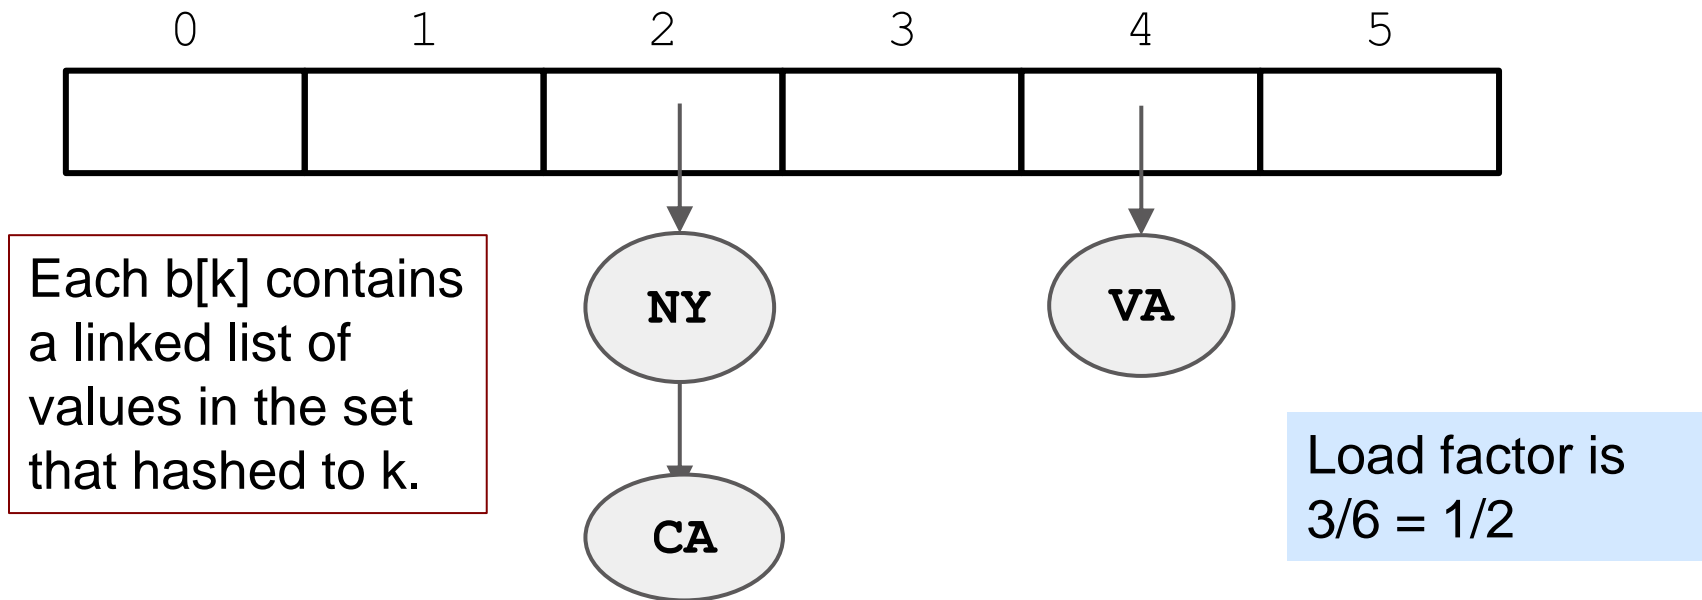 0 1 2 3 4 5
Each b[k] contains
a linked list of
values in the set
that hashed to k.
NY
VA
CA
Load factor is
3/6 = 1/2